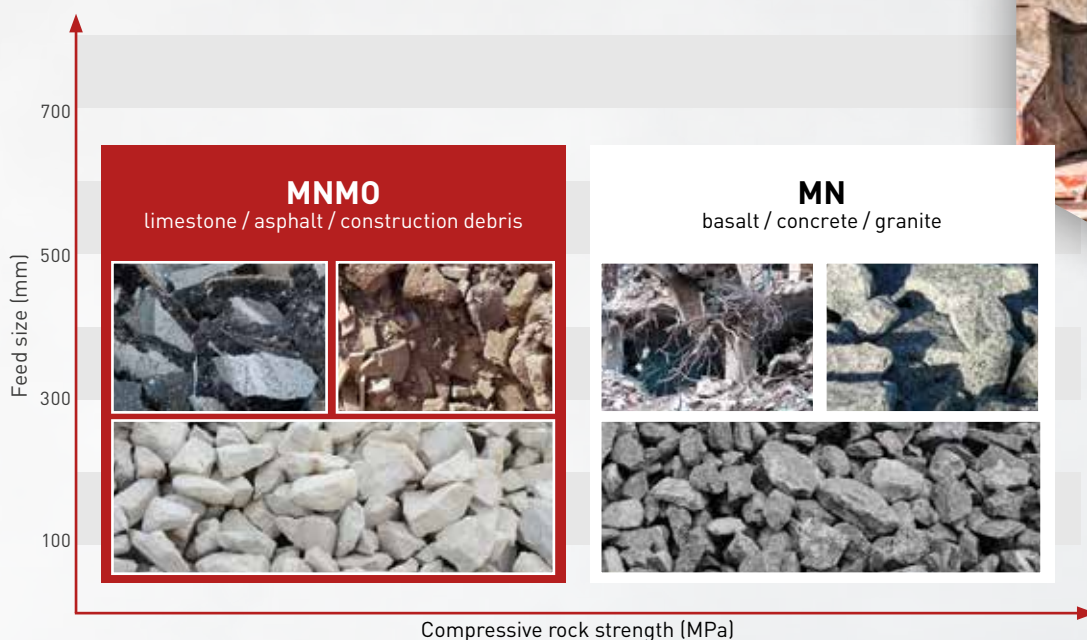 700
500
300
100
Feed size (mm)
MNMO
limestone / asphalt / construction debris
MN
basalt / concrete / granite
Compressive rock strength (MPa)